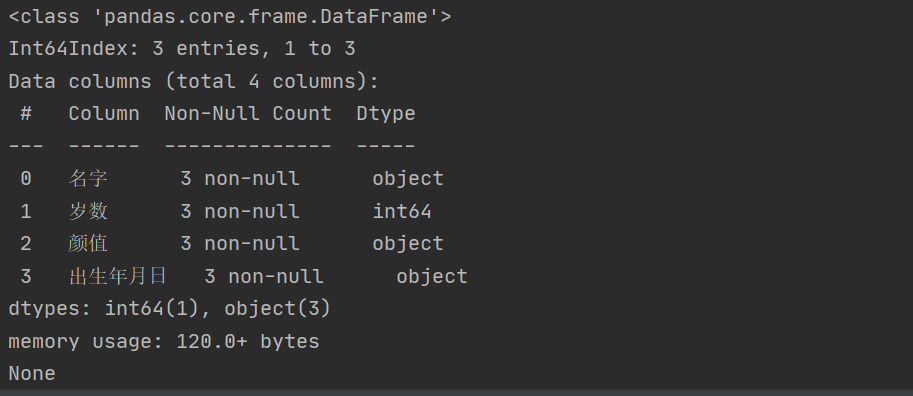 <class 'pandas.core.frame.DataFrame'>
Int64Index: 3 entries, 1 to 3
Data columns (total 4 columns):
 #   Column  Non-Null Count  Dtype
---  ------  --------------  -----
 0   名字      3 non-null      object
 1   岁数      3 non-null      int64
 2   颜值      3 non-null      object
 3   出生年月日   3 non-null      object
dtypes: int64(1), object(3)
memory usage: 120.0+ bytes
None